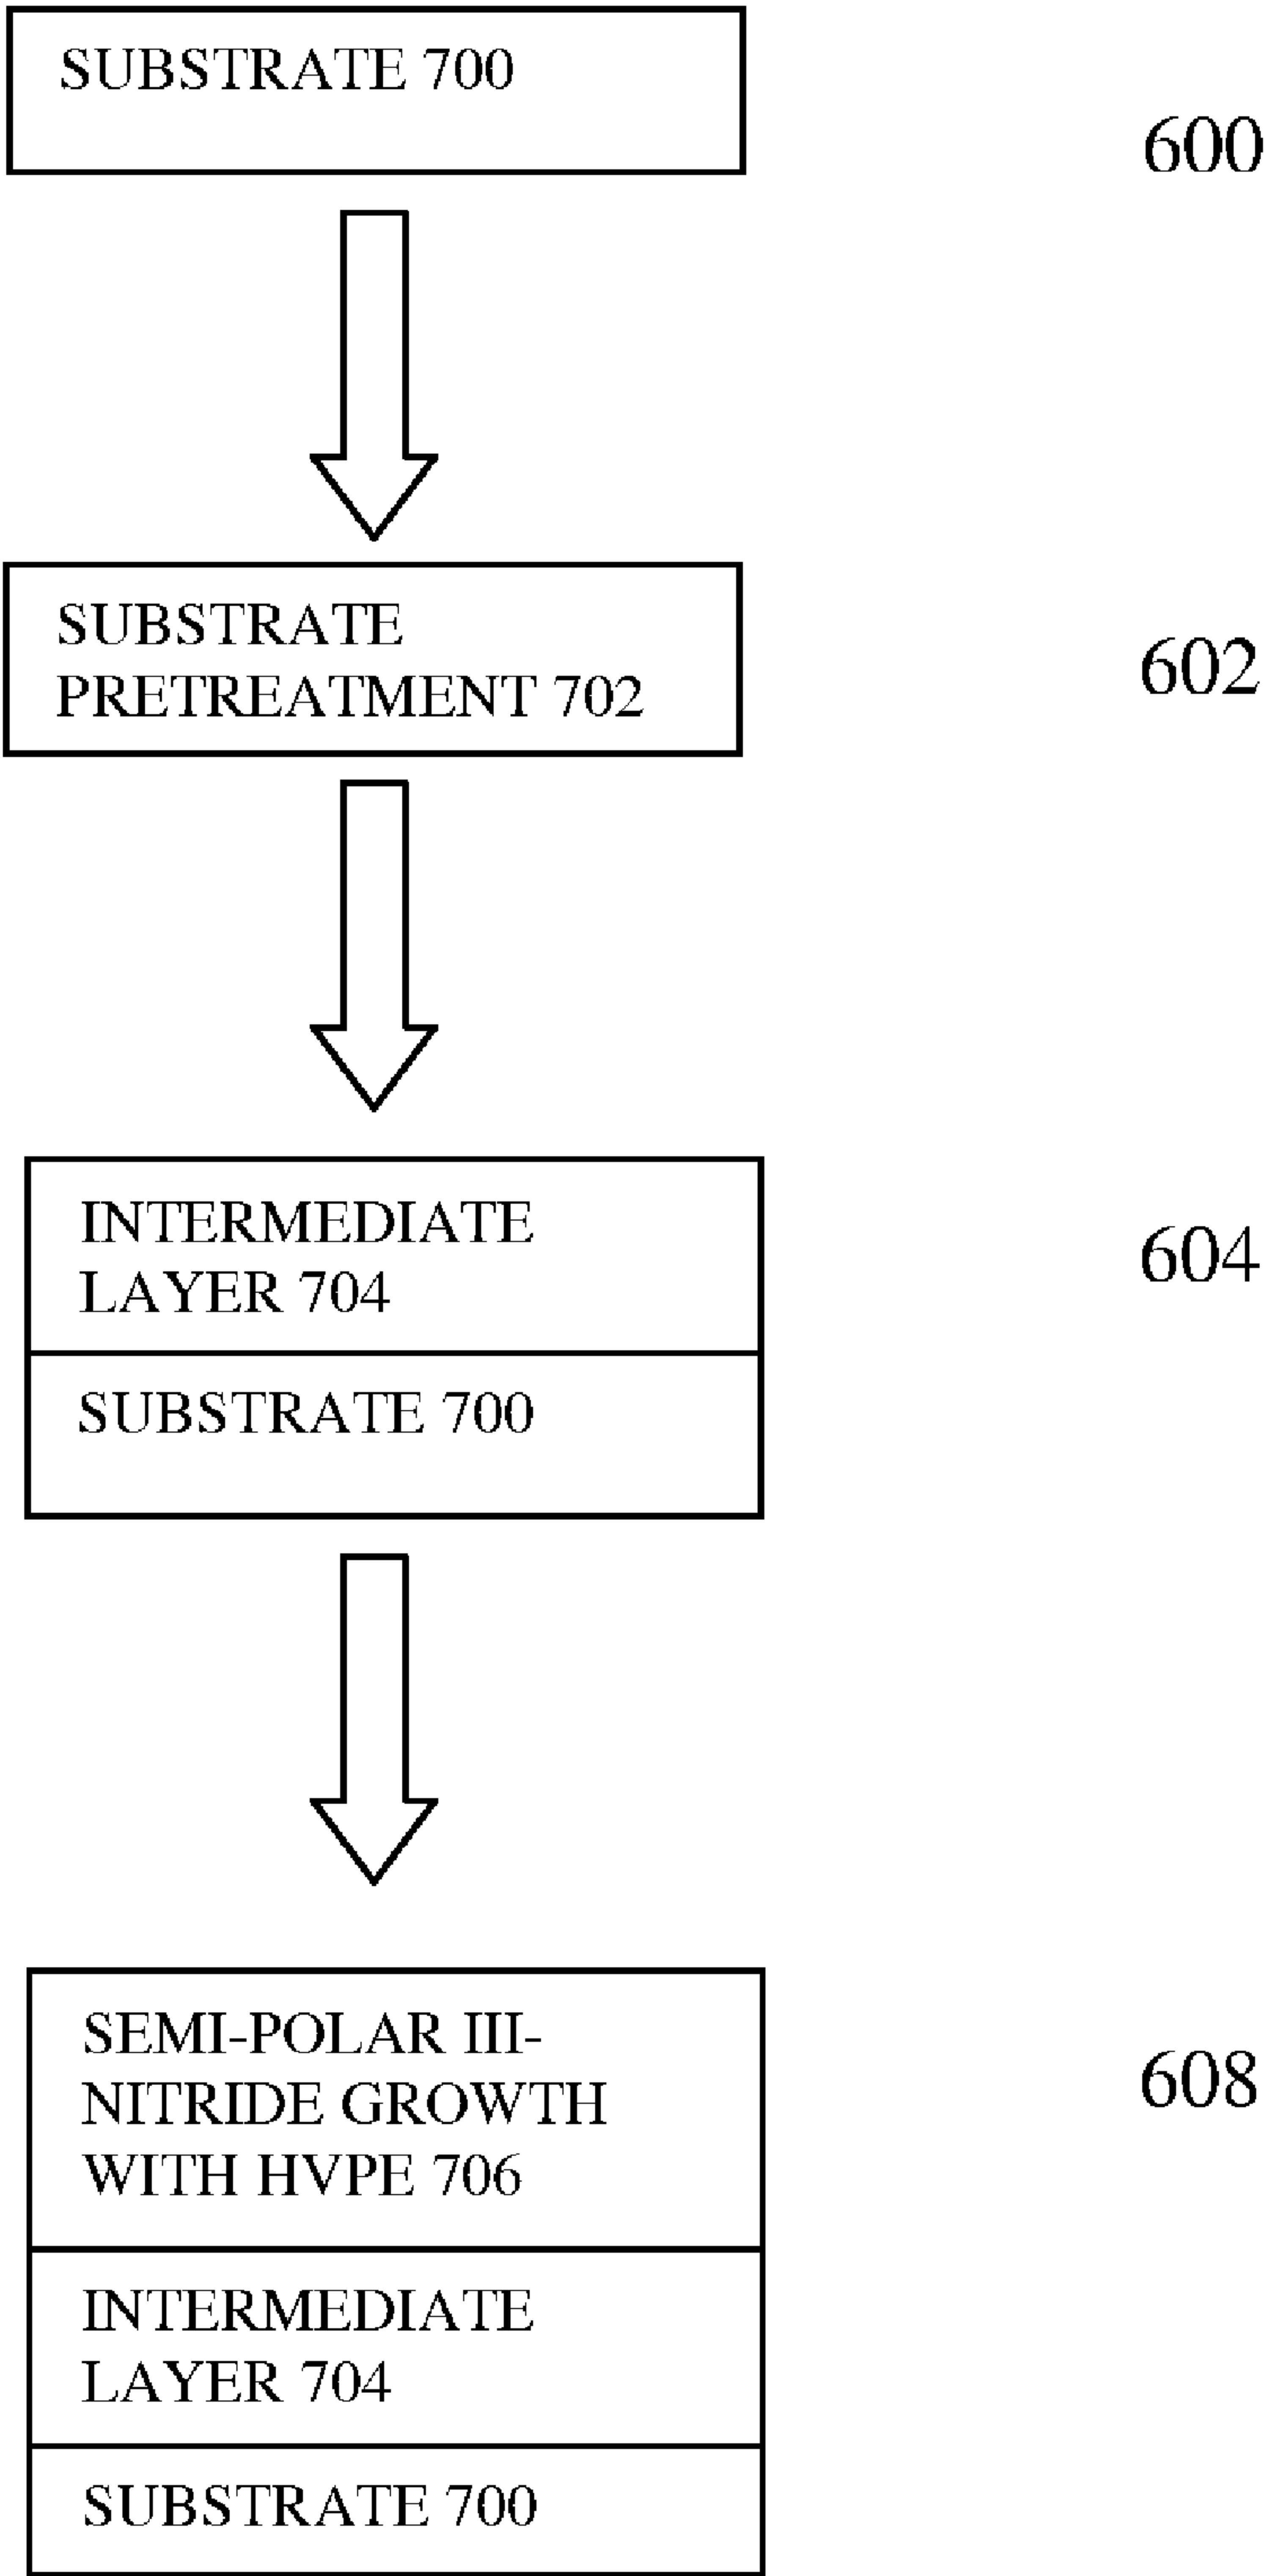 SUBSTRATE 700
600
SUBSTRATE
PRETREATMENT 702
602
INTERMEDIATE
LAYER 704
604
SUBSTRATE 700
SEMI-POLAR III-
NITRIDE GROWTH
WITH HVPE 706
608
INTERMEDIATE
LAYER 704
SUBSTRATE 700